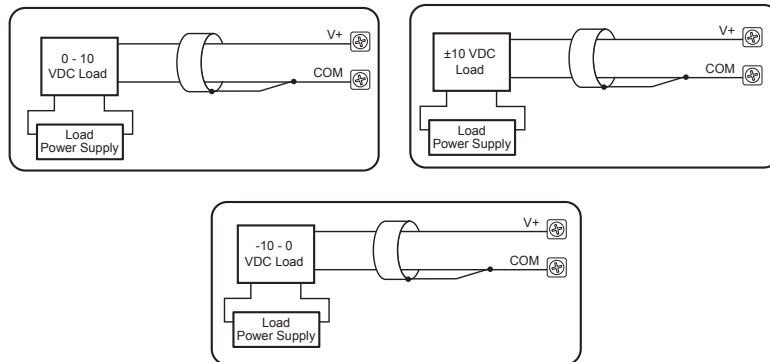 0 - 10
VDC Load
V+
COM
Load
Power Supply
±10 VDC
Load
V+
COM
Load
Power Supply
-10 - 0
VDC Load
V+
COM
Load
Power Supply